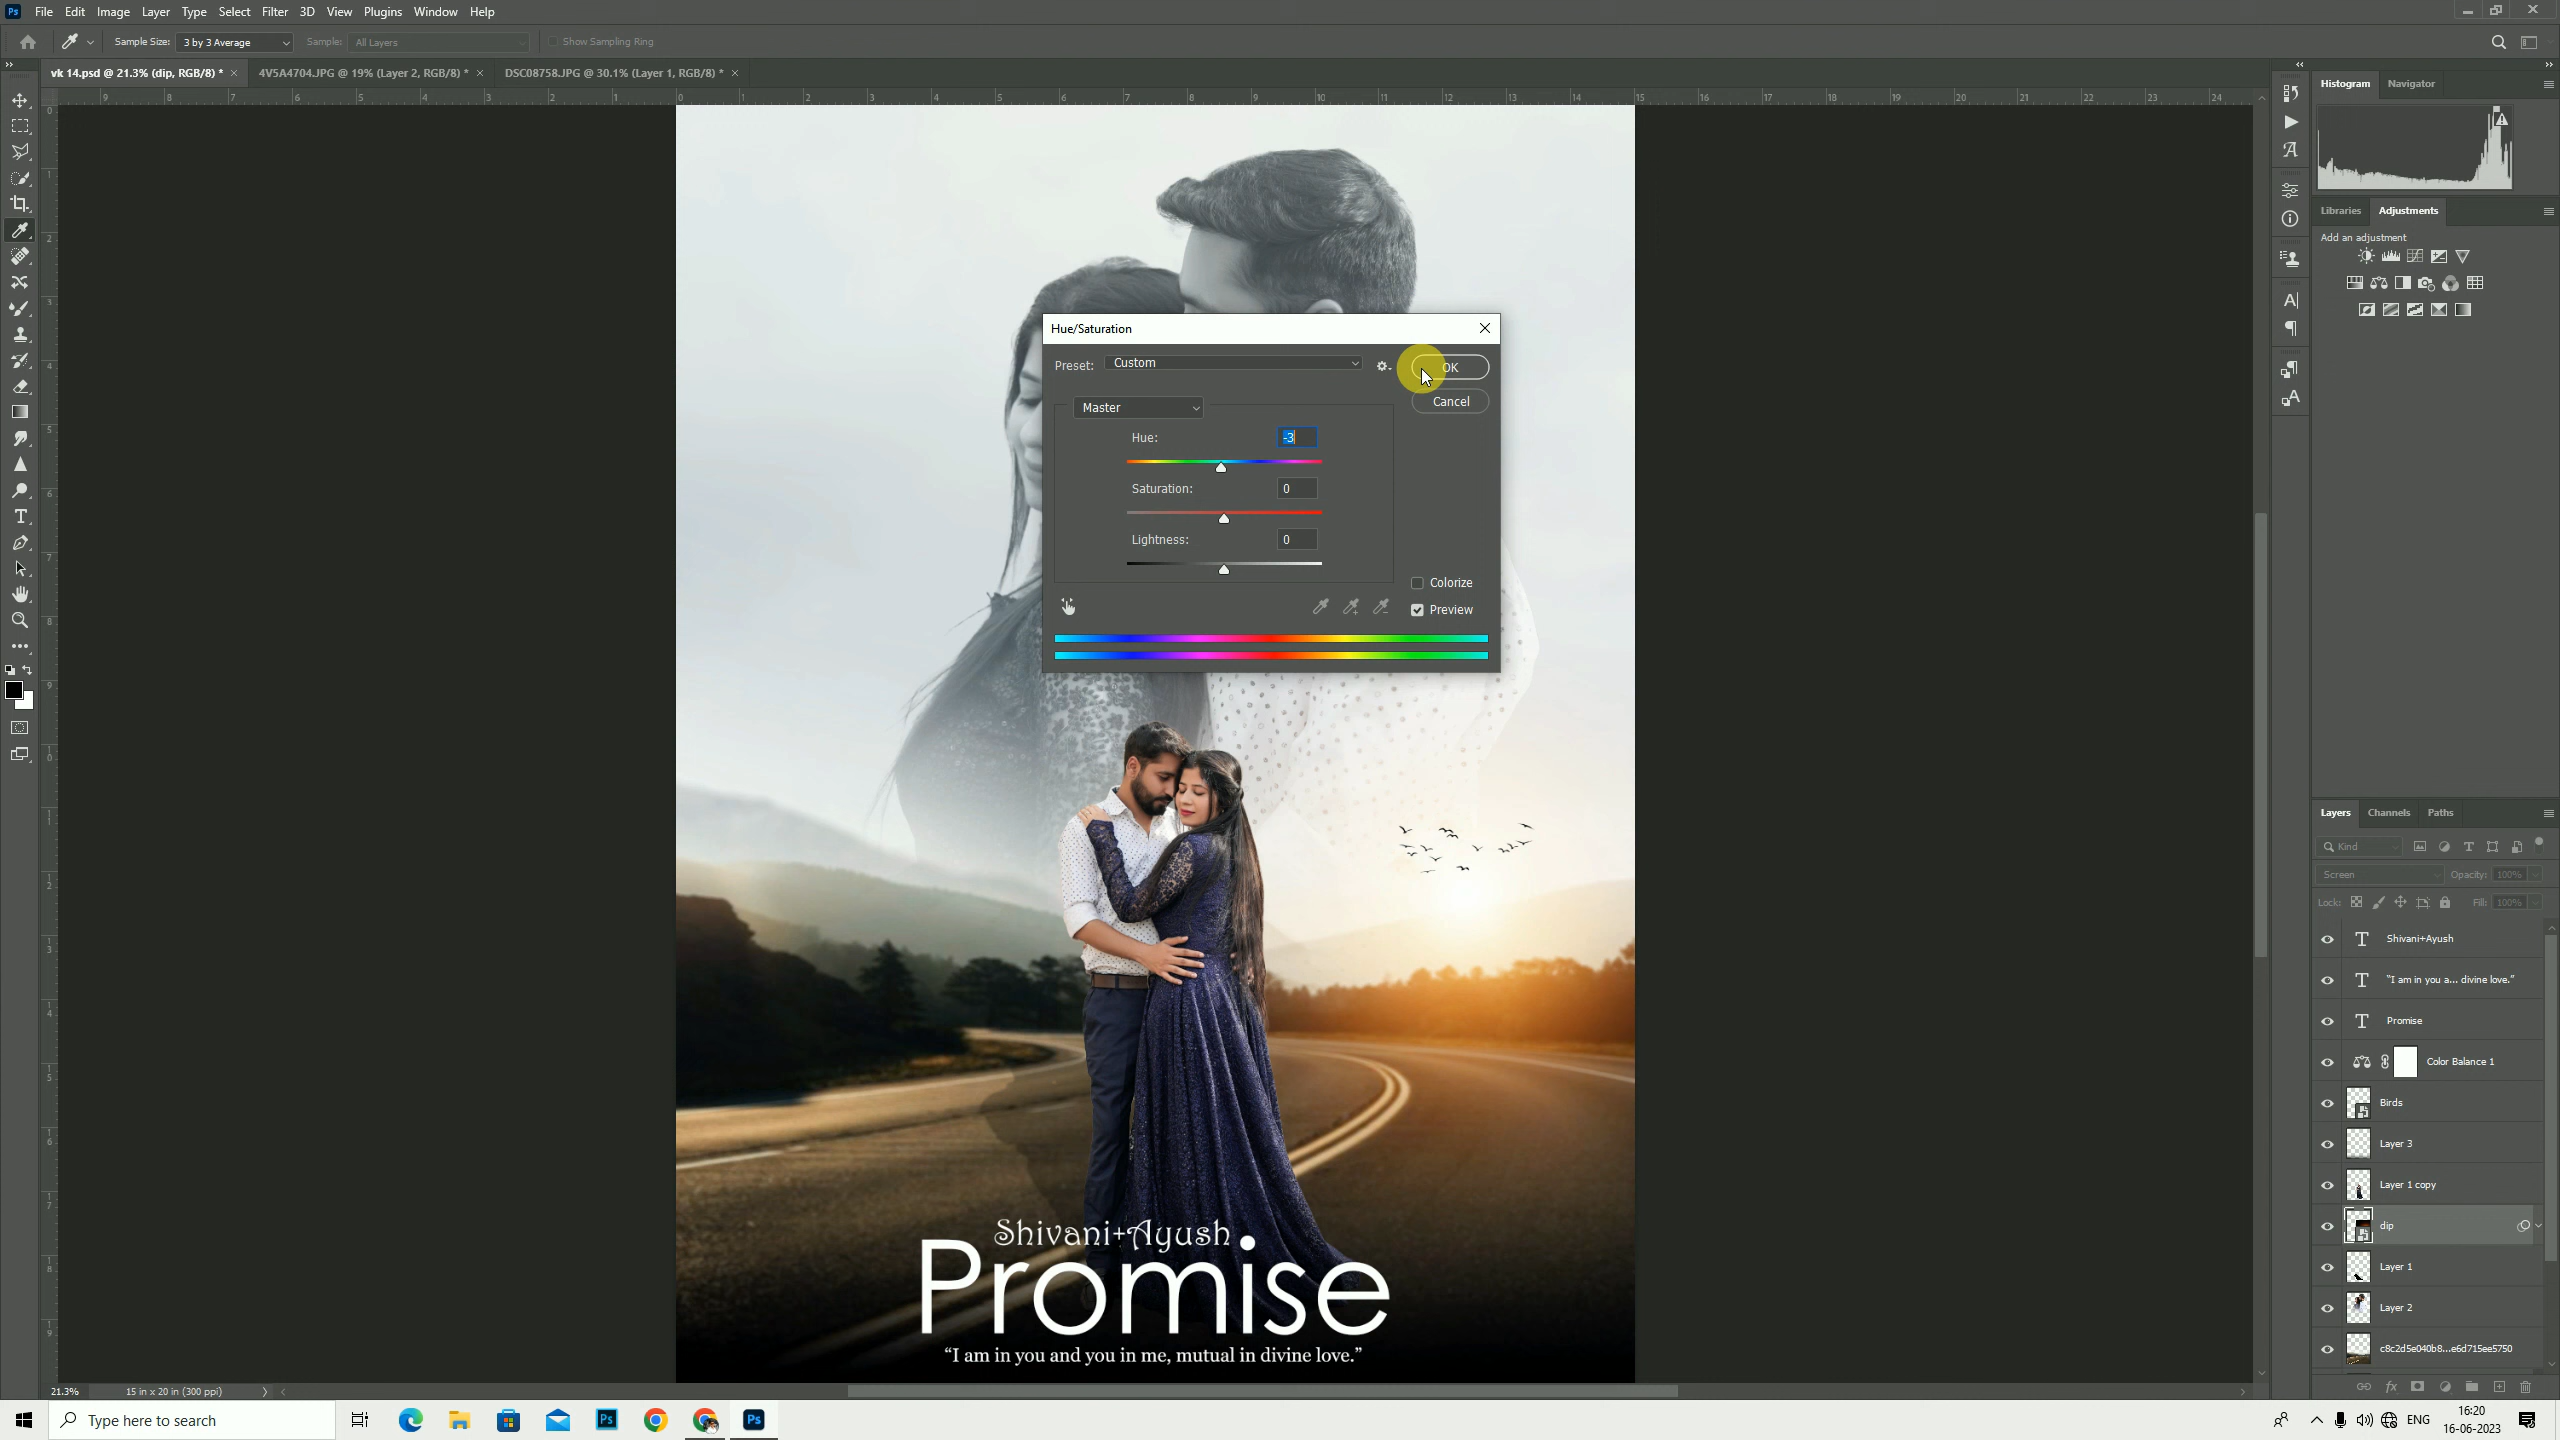 File Edit Image Layer Type Select Filter 3D View Plugins Window Help
Sample Size: 3 by 3 Average Sample: All Layers Show Sampling Ring
vk 14.psd @ 21.3% (dip, RGB/8) * 4V5A4704.JPG @ 19% (Layer 2, RGB/8) * DSC08758.JPG @ 30.1% (Layer 1, RGB/8) *
Histogram Navigator
Libraries Adjustments
Add an adjustment
Hue/Saturation
Preset: Custom
OK
Cancel
Master
Hue: -3
Saturation: 0
Lightness: 0
Colorize
Preview
Shivani+Ayush
Promise
“I am in you and you in me, mutual in divine love.”
Layers Channels Paths
Kind
Screen Opacity: 100%
Lock: Fill: 100%
Shivani+Ayush
“I am in you a... divine love.”
Promise
Color Balance 1
Birds
Layer 3
Layer 1 copy
dip
Layer 1
Layer 2
c8c2d5e040b8...e6d715ee5750
21.3% 15 in x 20 in (300 ppi)
Type here to search
ENG
16:20
16-06-2023